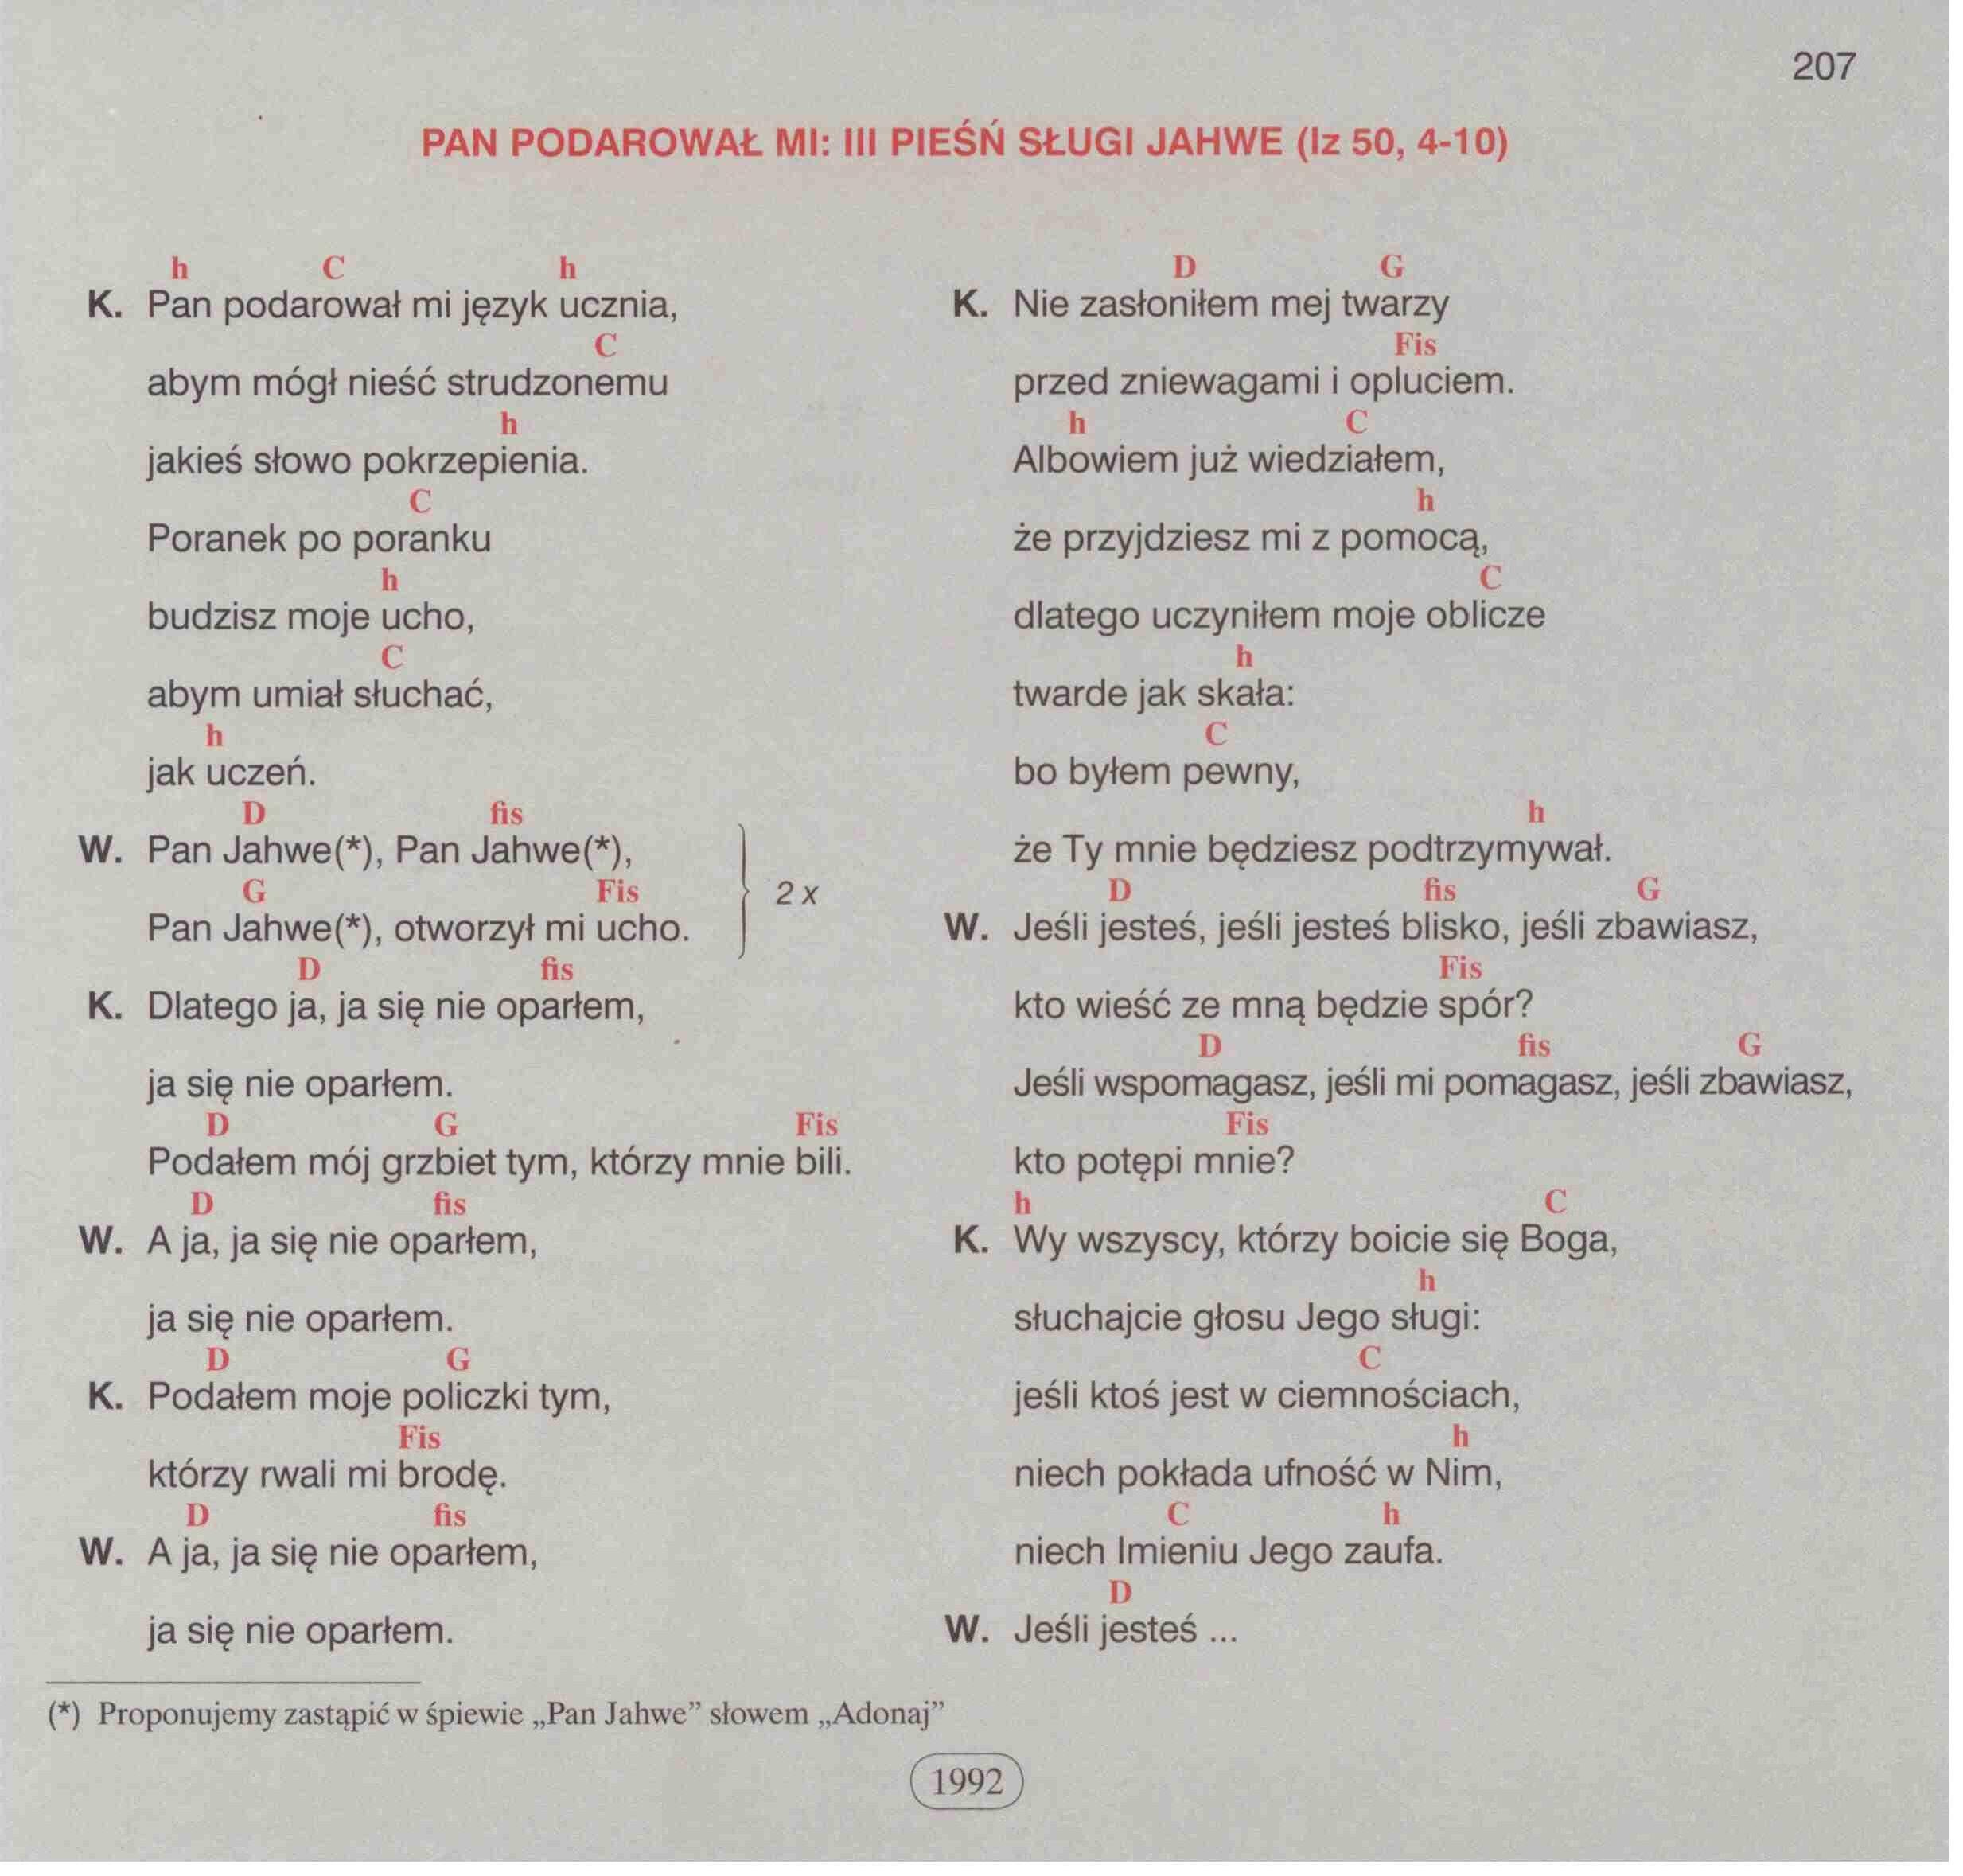 207
PAN PODAROWAŁ MI: III PIEŚŃ SŁUGI JAHWE (Iz 50, 4-10)
h C h
K. Pan podarował mi język ucznia,
C
abym mógł nieść strudzonemu
h
jakieś słowo pokrzepienia.
C
Poranek po poranku
h
budzisz moje ucho,
C
abym umiał słuchać,
h
jak uczeń.
D fis
W. Pan Jahwe(*), Pan Jahwe(*),
G Fis
Pan Jahwe(*), otworzył mi ucho.
2 x
D fis
K. Dlatego ja, ja się nie oparłem,
ja się nie oparłem.
D G Fis
Podałem mój grzbiet tym, którzy mnie bili.
D fis
W. A ja, ja się nie oparłem,
ja się nie oparłem.
D G
K. Podałem moje policzki tym,
Fis
którzy rwali mi brodę.
D fis
W. A ja, ja się nie oparłem,
ja się nie oparłem.
D G
K. Nie zasłoniłem mej twarzy
Fis
przed zniewagami i opluciem.
h C
Albowiem już wiedziałem,
h
że przyjdziesz mi z pomocą,
C
dlatego uczyniłem moje oblicze
h
twarde jak skała:
C
bo byłem pewny,
h
że Ty mnie będziesz podtrzymywał.
D fis G
W. Jeśli jesteś, jeśli jesteś blisko, jeśli zbawiasz,
Fis
kto wieść ze mną będzie spór?
D fis G
Jeśli wspomagasz, jeśli mi pomagasz, jeśli zbawiasz,
Fis
kto potępi mnie?
h C
K. Wy wszyscy, którzy boicie się Boga,
h
słuchajcie głosu Jego sługi:
C
jeśli ktoś jest w ciemnościach,
h
niech pokłada ufność w Nim,
C h
niech Imieniu Jego zaufa.
D
W. Jeśli jesteś ...
(*) Proponujemy zastąpić w śpiewie „Pan Jahwe” słowem „Adonaj”
1992